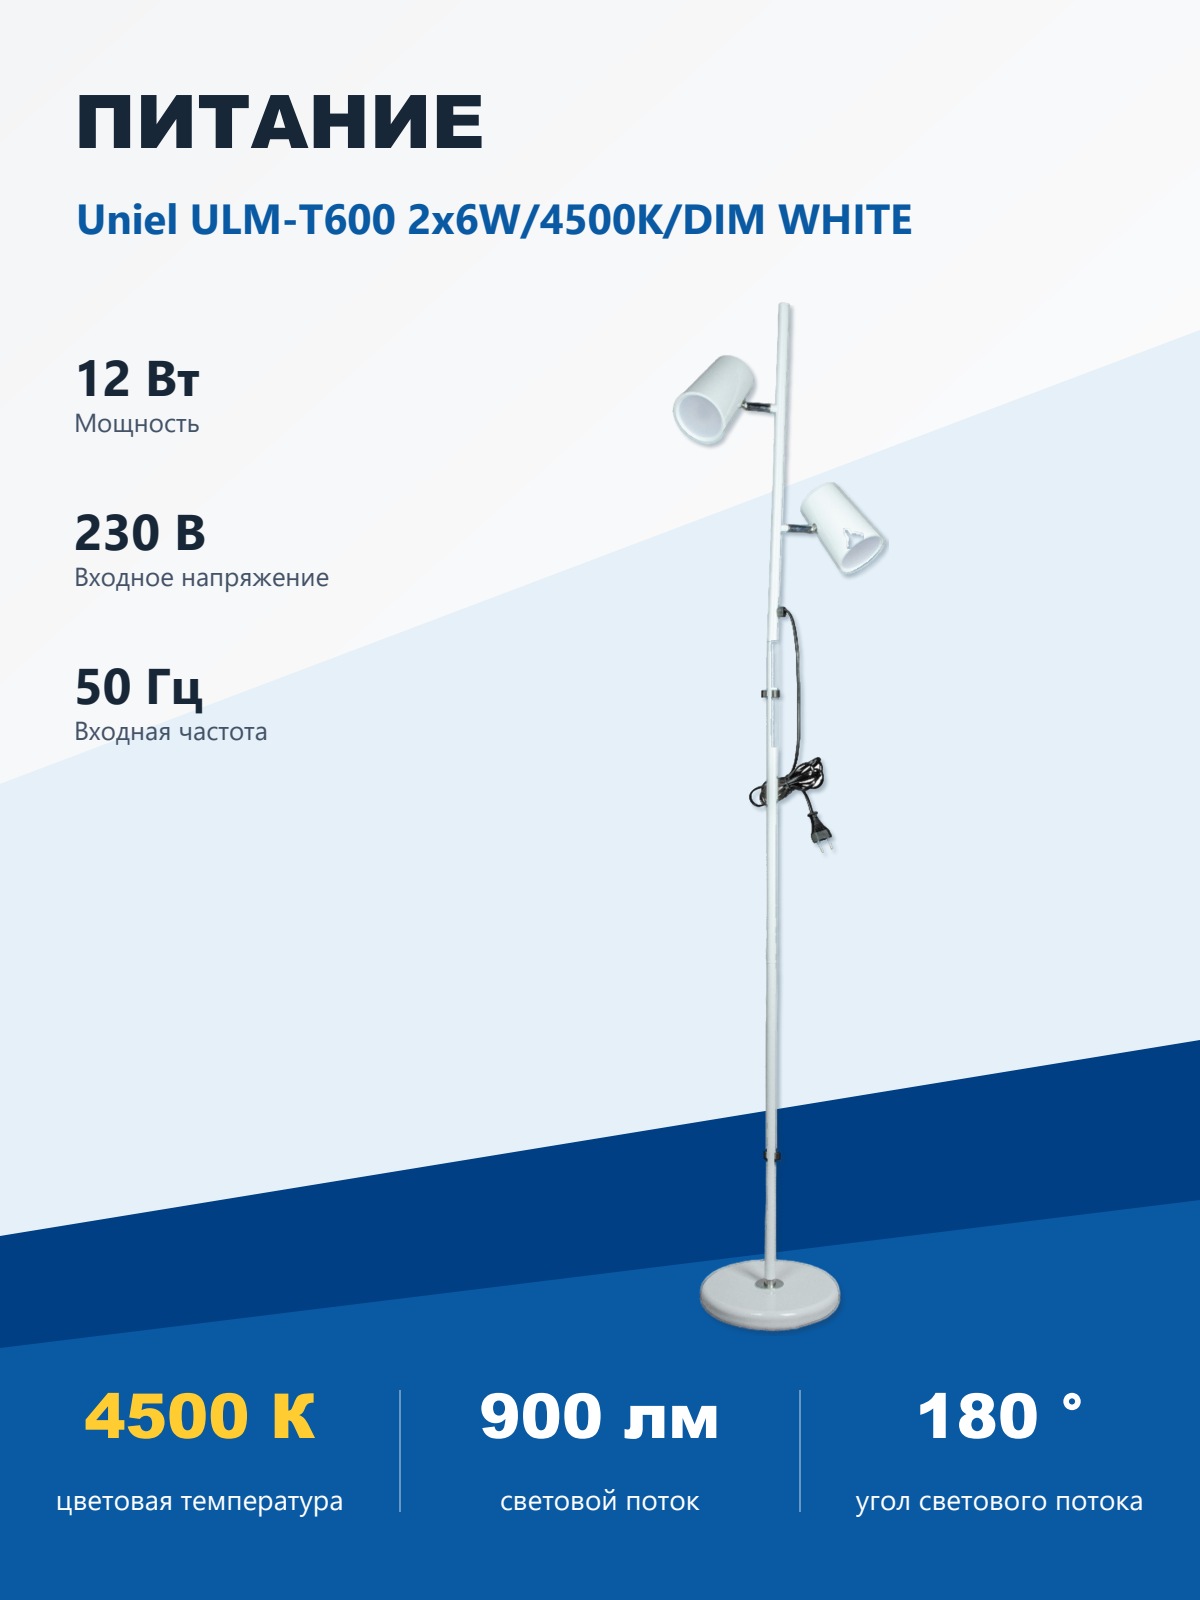 ПИТАНИЕ
Uniel ULM-T600 2x6W/4500K/DIM WHITE
12 Вт
Мощность
230 В
Входное напряжение
50 Гц
Входная частота
4500 К
цветовая температура
900 лм
световой поток
180 °
угол светового потока